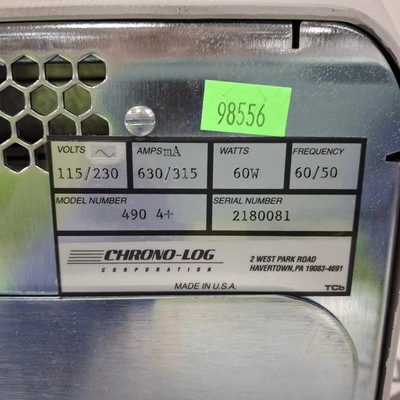 98556
VOLTS ~ AMPS mA WATTS FREQUENCY
115/230 630/315 60W 60/50
MODEL NUMBER SERIAL NUMBER
490 4+ 2180081
CHRONO-LOG
CORPORATION
2 WEST PARK ROAD
HAVERTOWN, PA 19083-4691
MADE IN U.S.A.
TCb